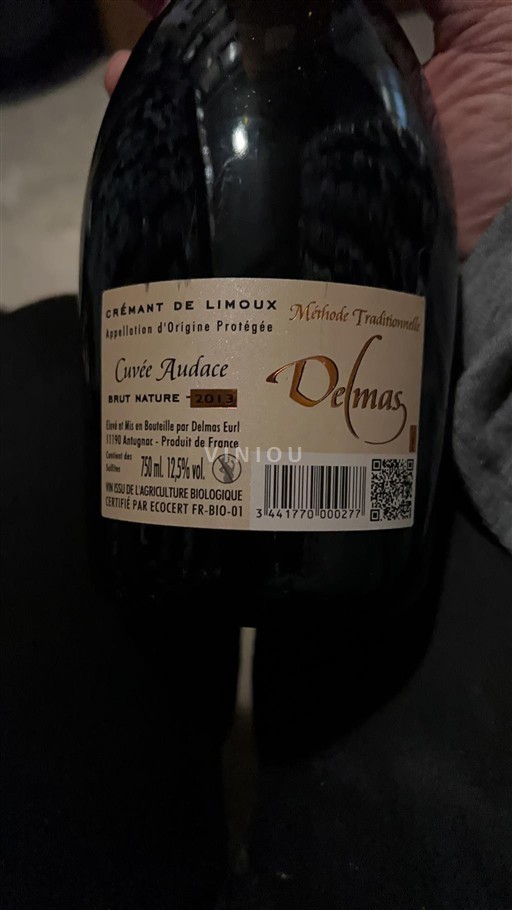 CRÉMANT DE LIMOUX
Appellation d'Origine Protégée
Méthode Traditionnelle
Cuvée Audace
BRUT NATURE - 2013
Delmas
Elevé et Mis en Bouteille par Delmas Eurl
11190 Antugnac - Produit de France
Contient des
Sulfites
750 ml. 12,5% vol.
VIN ISSU DE L'AGRICULTURE BIOLOGIQUE
CERTIFIÉ PAR ECOCERT FR-BIO-01
3 441770 000277
VINIOU